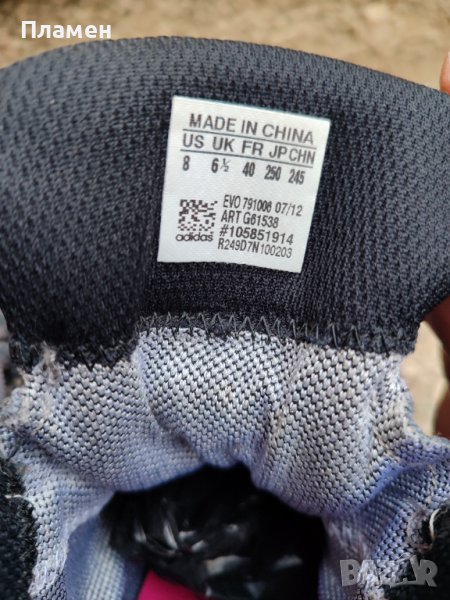 Пламен
MADE IN CHINA
US UK FR JP CHN
8 6½ 40 250 245
EVO 791006 07/12
ART G61538
#105851914
R249D7N100203
adidas
BAZAR